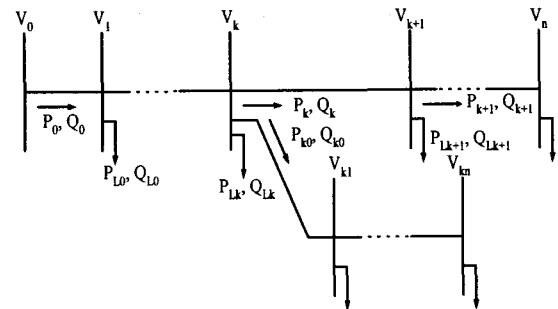 V0 V1 Vk Vk+1 Vn
P0, Q0 Pk, Qk Pk+1, Qk+1
Pk0, Qk0
PL0, QL0 PLk, QLk PLk+1, QLk+1
Vk1 Vkn